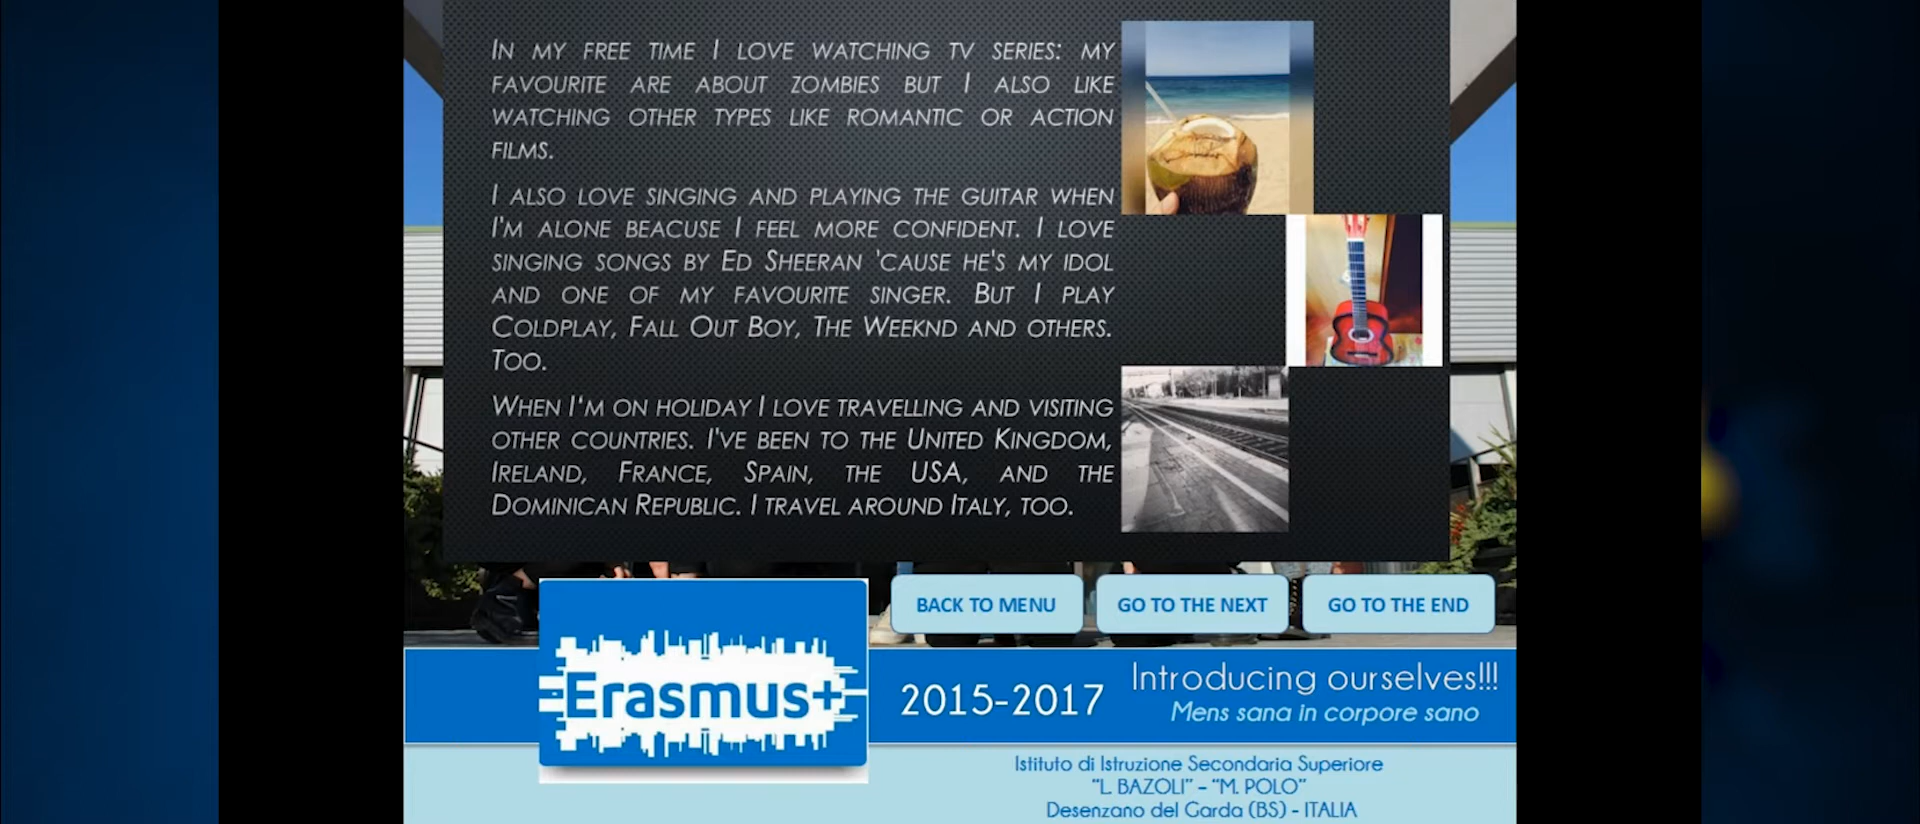 IN MY FREE TIME I LOVE WATCHING TV SERIES: MY
FAVOURITE ARE ABOUT ZOMBIES BUT I ALSO LIKE
WATCHING OTHER TYPES LIKE ROMANTIC OR ACTION
FILMS.
I ALSO LOVE SINGING AND PLAYING THE GUITAR WHEN
I'M ALONE BEACUSE I FEEL MORE CONFIDENT. I LOVE
SINGING SONGS BY ED SHEERAN 'CAUSE HE'S MY IDOL
AND ONE OF MY FAVOURITE SINGER. BUT I PLAY
COLDPLAY, FALL OUT BOY, THE WEEKND AND OTHERS.
TOO.
WHEN I'M ON HOLIDAY I LOVE TRAVELLING AND VISITING
OTHER COUNTRIES. I'VE BEEN TO THE UNITED KINGDOM,
IRELAND, FRANCE, SPAIN, THE USA, AND THE
DOMINICAN REPUBLIC. I TRAVEL AROUND ITALY, TOO.
BACK TO MENU
GO TO THE NEXT
GO TO THE END
Erasmus+
2015-2017
Introducing ourselves!!!
Mens sana in corpore sano
Istituto di Istruzione Secondaria Superiore
"L. BAZOLI" - "M. POLO"
Desenzano del Garda (BS) - ITALIA